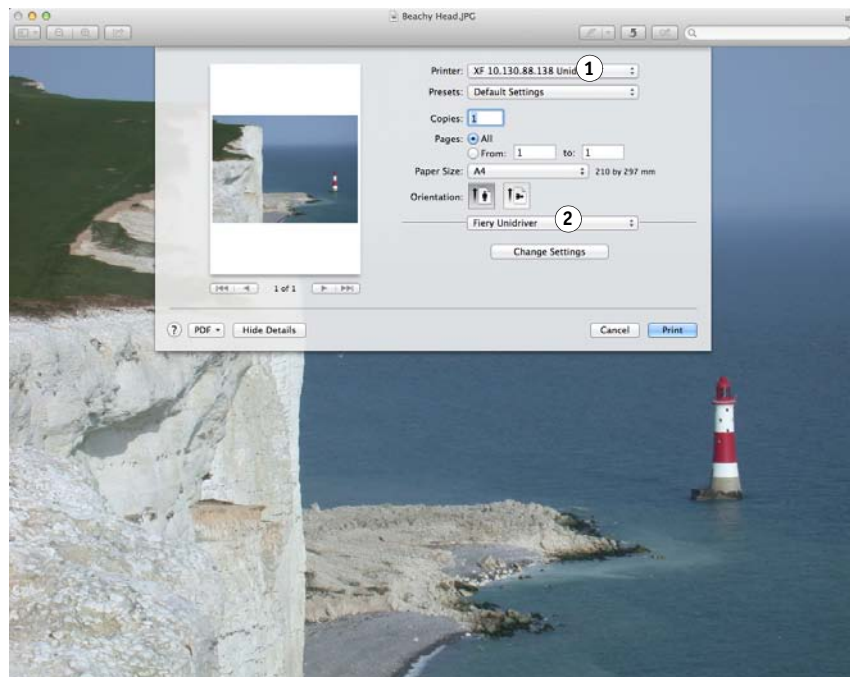 Beachy Head.JPG
5
Printer: XF 10.130.88.138 Unid
1
Presets: Default Settings
Copies: 1
Pages: All
From: 1 to: 1
Paper Size: A4 210 by 297 mm
Orientation:
Fiery Unidriver
2
Change Settings
1 of 1
? PDF Hide Details Cancel Print